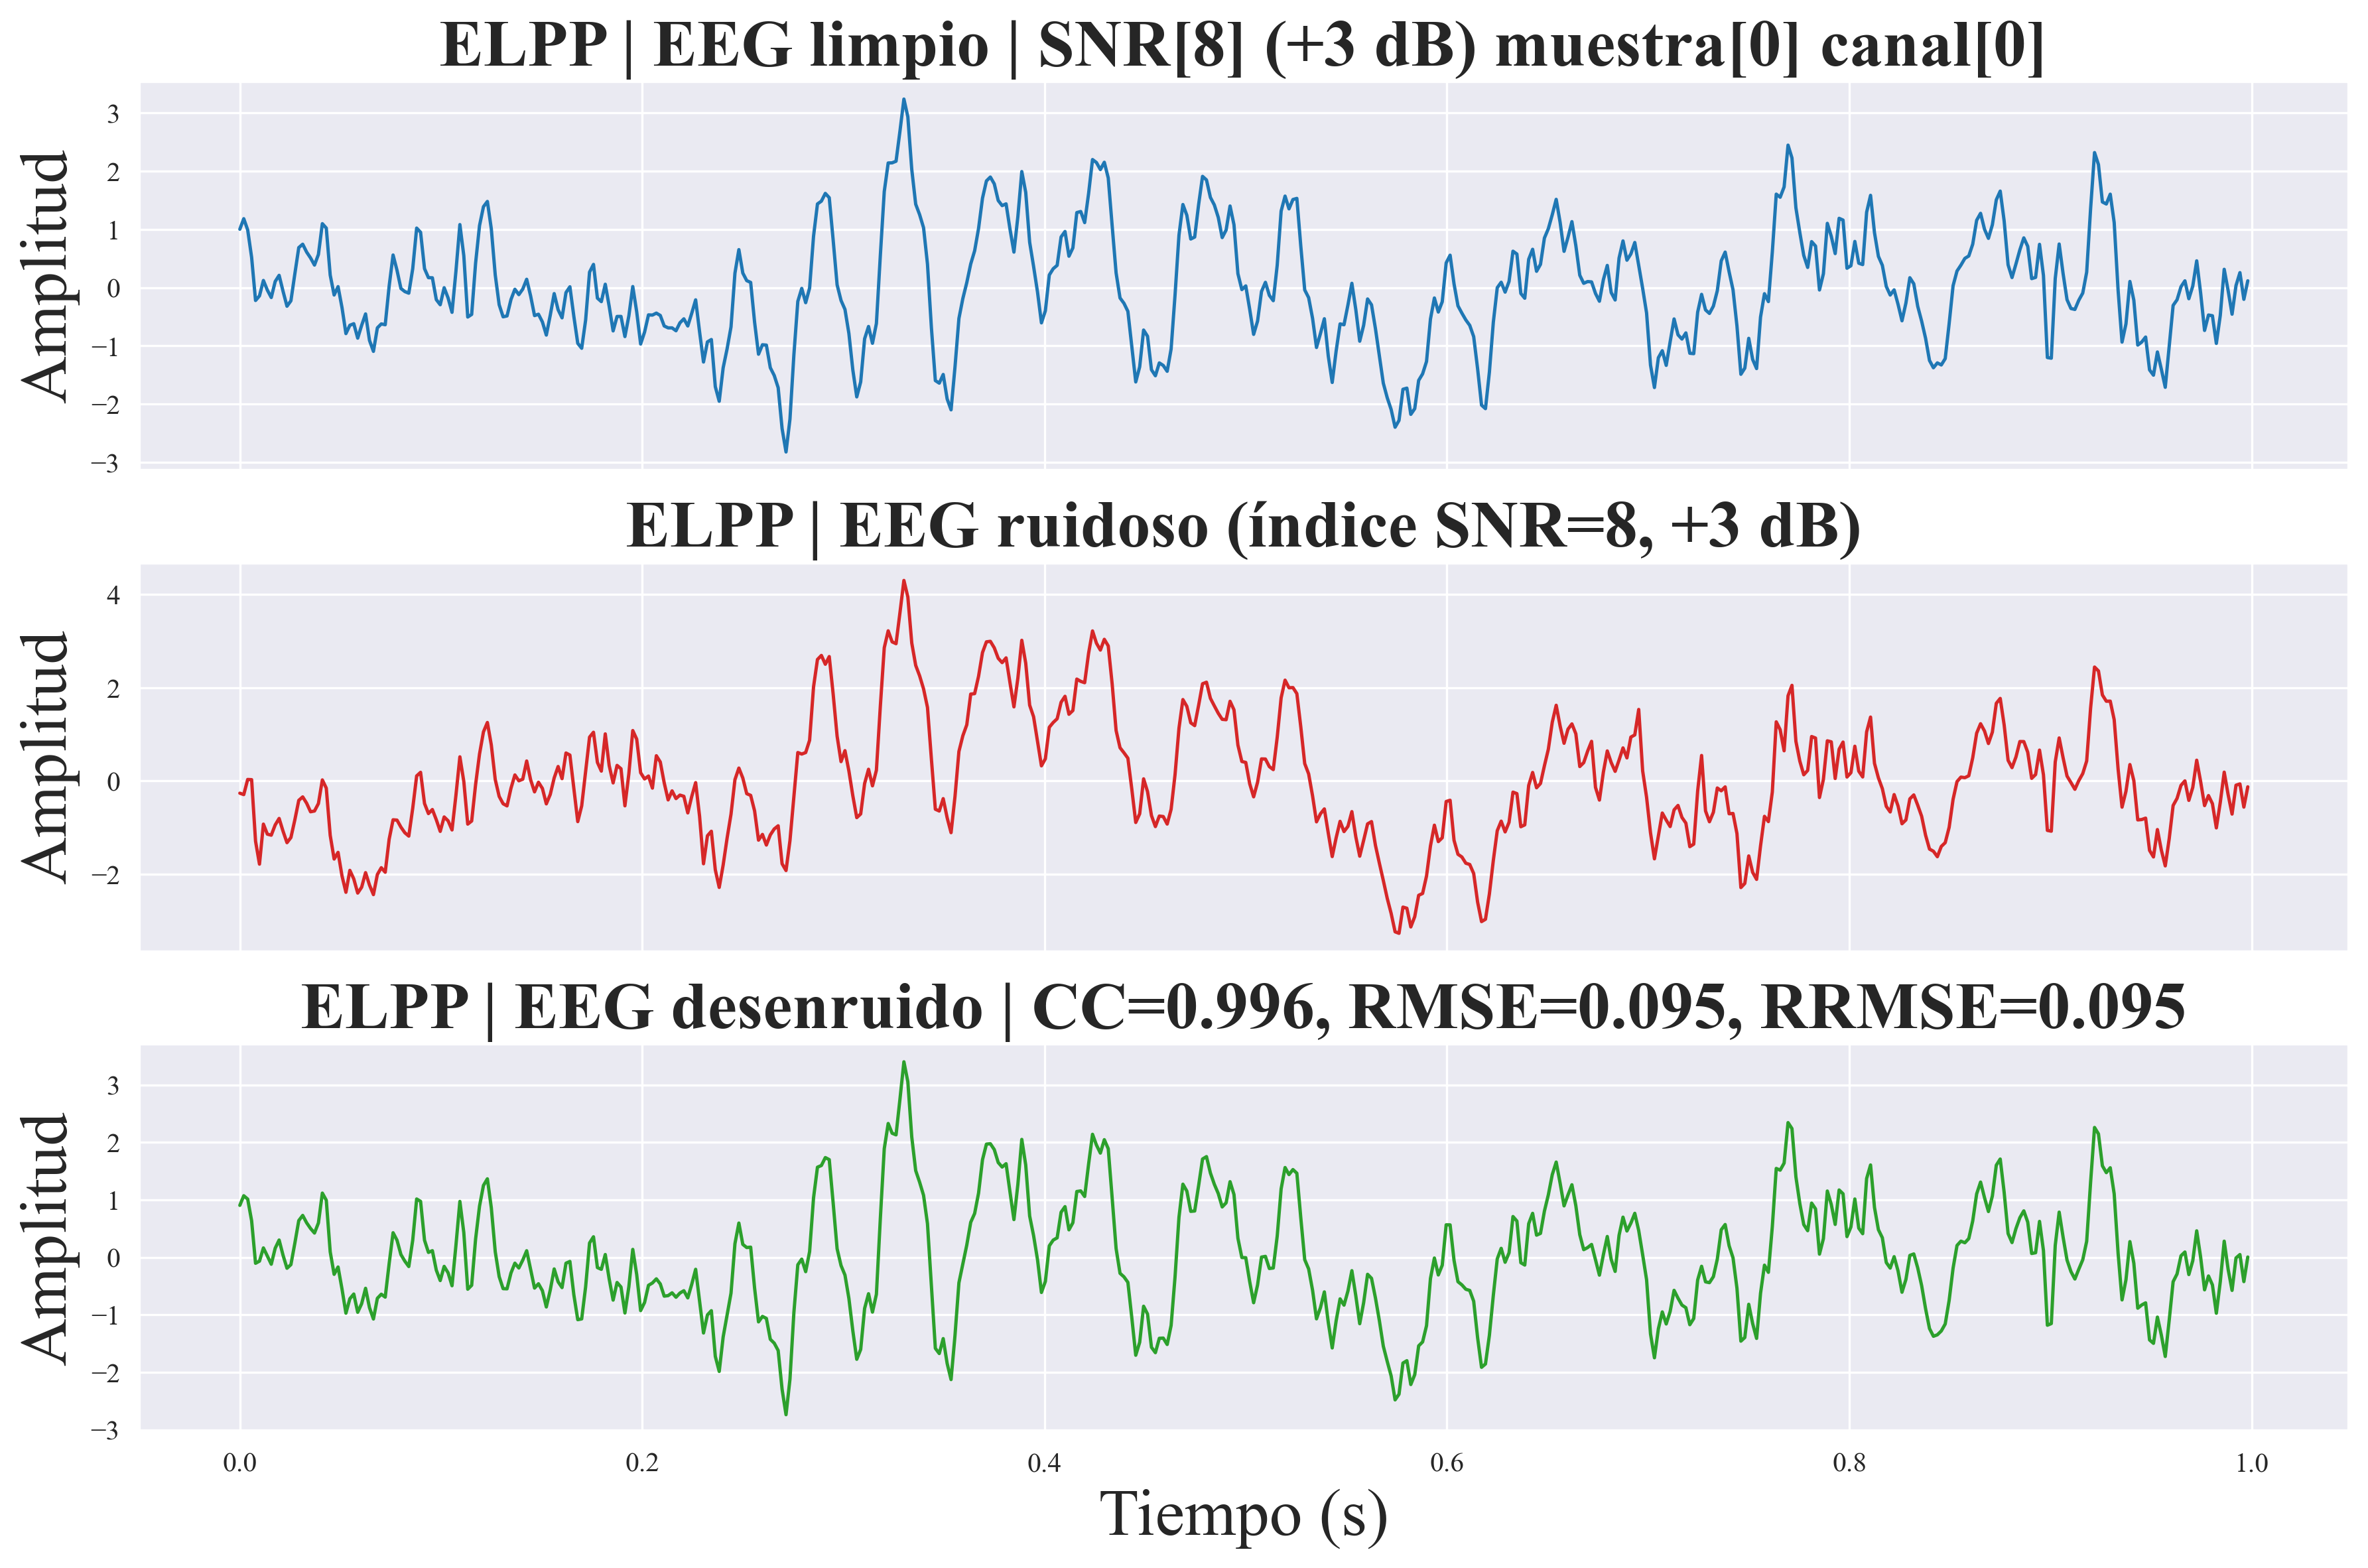 ELPP | EEG limpio | SNR[8] (+3 dB) muestra[0] canal[0]
3
2
1
0
−1
−2
−3
Amplitud
ELPP | EEG ruidoso (índice SNR=8, +3 dB)
4
2
0
−2
Amplitud
ELPP | EEG desenruido | CC=0.996, RMSE=0.095, RRMSE=0.095
3
2
1
0
−1
−2
−3
Amplitud
0.0 0.2 0.4 0.6 0.8 1.0
Tiempo (s)